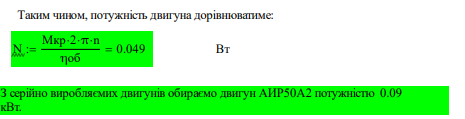 Таким чином, потужність двигуна дорівнюватиме:
N := Мкр·2·π·n / ηоб = 0.049 Вт
З серійно виробляємих двигунів обираємо двигун АИР50А2 потужністю 0.09
кВт.